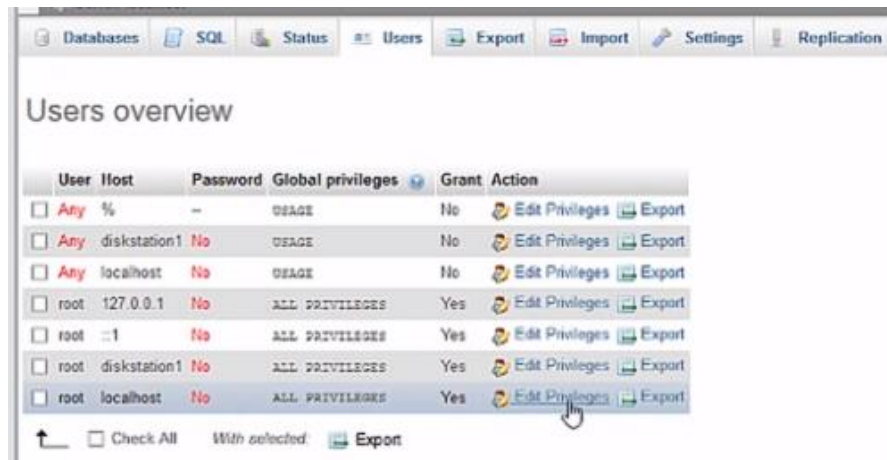 Databases SQL Status Users Export Import Settings Replication
Users overview
User Host Password Global privileges Grant Action
Any % -- USAGE No Edit Privileges Export
Any diskstation1 No USAGE No Edit Privileges Export
Any localhost No USAGE No Edit Privileges Export
root 127.0.0.1 No ALL PRIVILEGES Yes Edit Privileges Export
root ::1 No ALL PRIVILEGES Yes Edit Privileges Export
root diskstation1 No ALL PRIVILEGES Yes Edit Privileges Export
root localhost No ALL PRIVILEGES Yes Edit Privileges Export
Check All With selected: Export